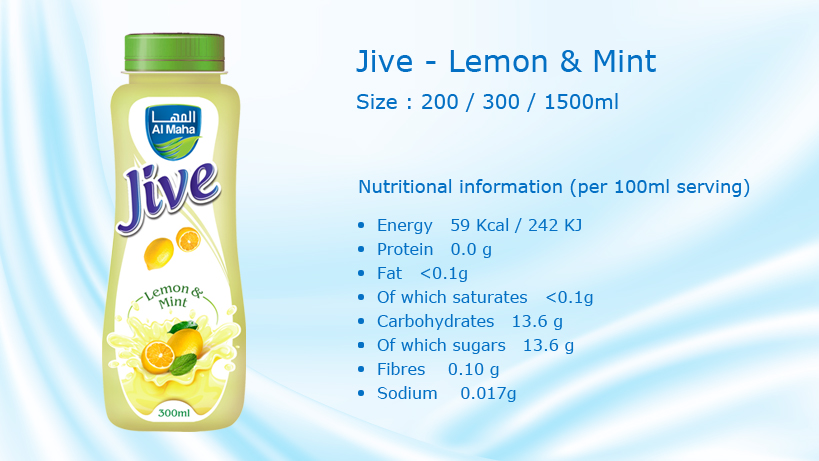 المها
Al Maha
Jive
Lemon &
Mint
300ml
Jive - Lemon & Mint
Size : 200 / 300 / 1500ml
Nutritional information (per 100ml serving)
• Energy 59 Kcal / 242 KJ
• Protein 0.0 g
• Fat <0.1g
• Of which saturates <0.1g
• Carbohydrates 13.6 g
• Of which sugars 13.6 g
• Fibres 0.10 g
• Sodium 0.017g